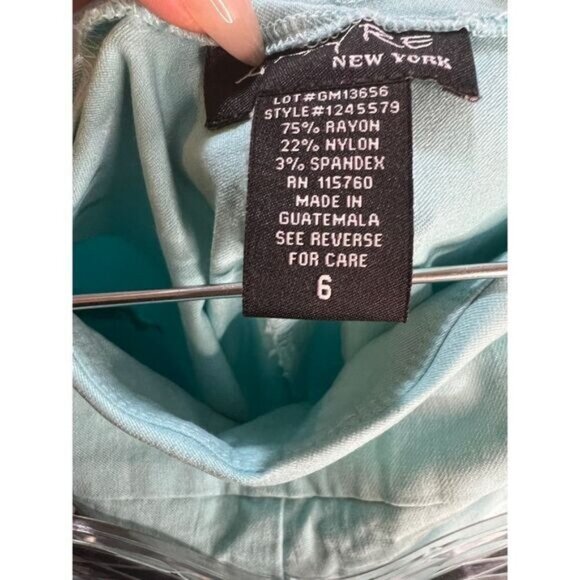 NEW YORK
LOT#GM13656
STYLE#1245579
75% RAYON
22% NYLON
3% SPANDEX
RN 115760
MADE IN
GUATEMALA
SEE REVERSE
FOR CARE
6